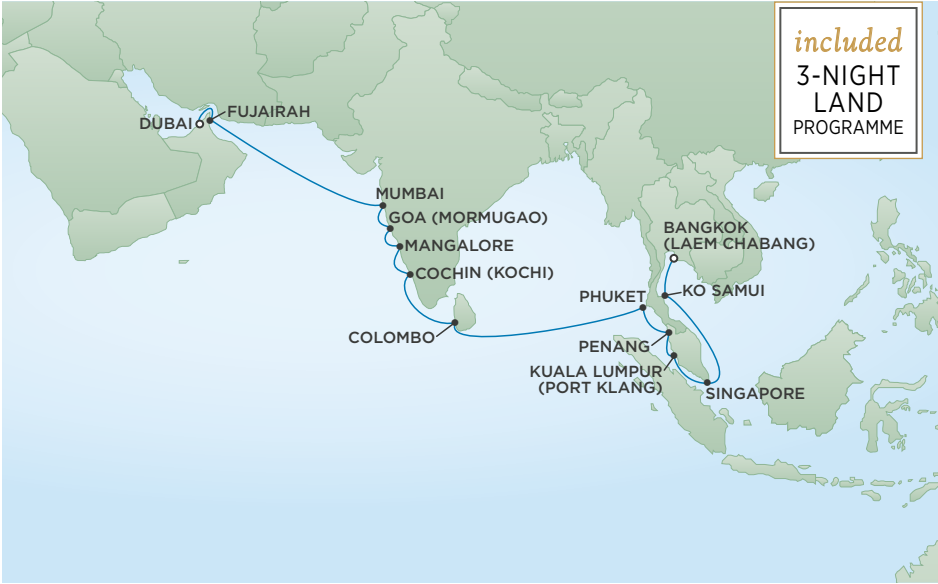 included
3-NIGHT
LAND
PROGRAMME
FUJAIRAH
DUBAI
MUMBAI
GOA (MORMUGAO)
MANGALORE
COCHIN (KOCHI)
COLOMBO
BANGKOK
(LAEM CHABANG)
KO SAMUI
PHUKET
PENANG
KUALA LUMPUR
(PORT KLANG)
SINGAPORE